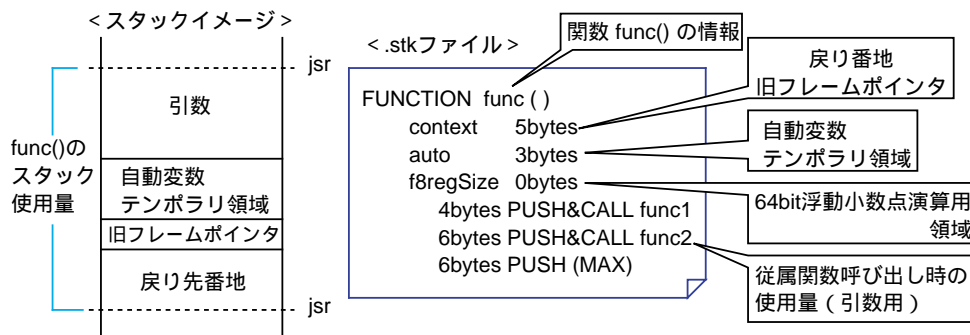 <スタックイメージ>
jsr
引数
func()の
スタック
使用量
自動変数
テンポラリ領域
旧フレームポインタ
戻り先番地
jsr
<.stkファイル>
関数 func() の情報
FUNCTION func ( )
context 5bytes
auto 3bytes
f8regSize 0bytes
4bytes PUSH&CALL func1
6bytes PUSH&CALL func2
6bytes PUSH (MAX)
戻り番地
旧フレームポインタ
自動変数
テンポラリ領域
64bit浮動小数点演算用
領域
従属関数呼び出し時の
使用量(引数用)